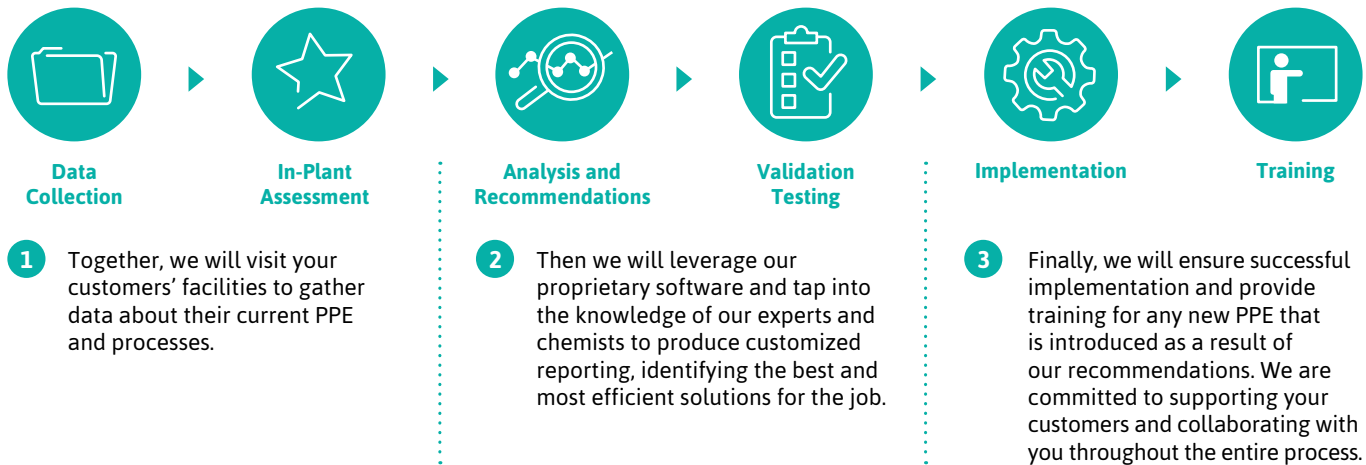 Data
Collection
In-Plant
Assessment
Analysis and
Recommendations
Validation
Testing
Implementation
Training
1
Together, we will visit your
customers’ facilities to gather
data about their current PPE
and processes.
2
Then we will leverage our
proprietary software and tap into
the knowledge of our experts and
chemists to produce customized
reporting, identifying the best and
most efficient solutions for the job.
3
Finally, we will ensure successful
implementation and provide
training for any new PPE that
is introduced as a result of
our recommendations. We are
committed to supporting your
customers and collaborating with
you throughout the entire process.